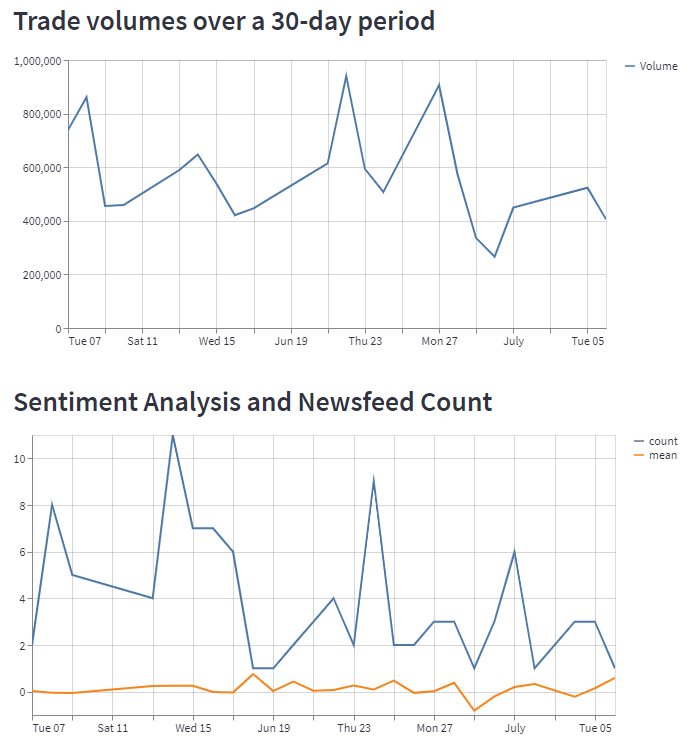 Trade volumes over a 30-day period
1,000,000
Volume
800,000
600,000
400,000
200,000
0
Tue 07 Sat 11 Wed 15 Jun 19 Thu 23 Mon 27 July Tue 05
Sentiment Analysis and Newsfeed Count
count
mean
10
8
6
4
2
0
Tue 07 Sat 11 Wed 15 Jun 19 Thu 23 Mon 27 July Tue 05